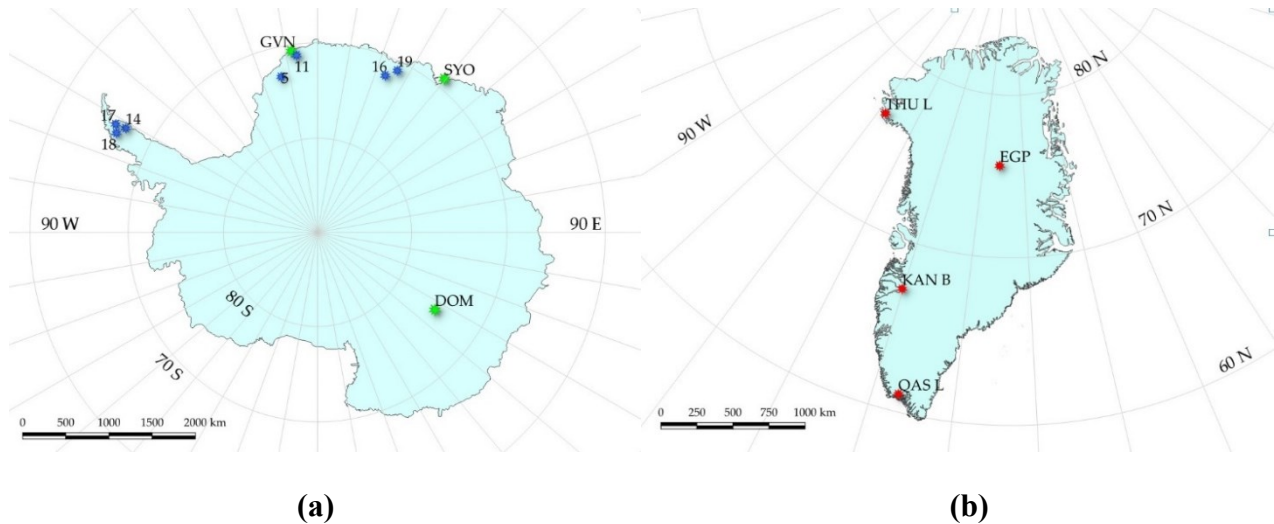 GVN
11
5
16
19
SYO
17
14
18
90 W
90 E
DOM
80 S
70 S
0 500 1000 1500 2000 km
(a)
80 N
90 W
THU L
EGP
70 N
KAN B
60 N
QAS L
0 250 500 750 1000 km
(b)